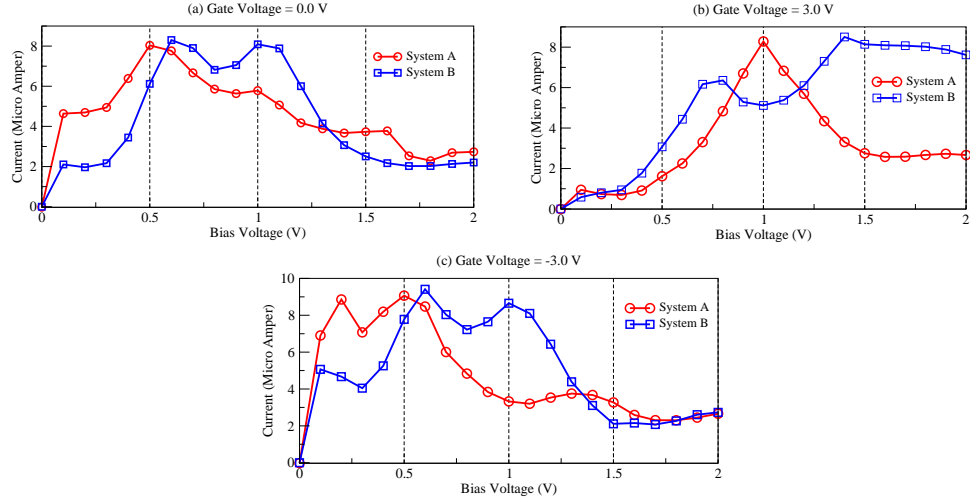 (a) Gate Voltage = 0.0 V
Current (Micro Amper)
8
6
4
2
0
System A
System B
0
0.5
1
1.5
2
Bias Voltage (V)
(b) Gate Voltage = 3.0 V
Current (Micro Amper)
8
6
4
2
0
System A
System B
0
0.5
1
1.5
2
Bias Voltage (V)
(c) Gate Voltage = -3.0 V
Current (Micro Amper)
10
8
6
4
2
0
System A
System B
0
0.5
1
1.5
2
Bias Voltage (V)